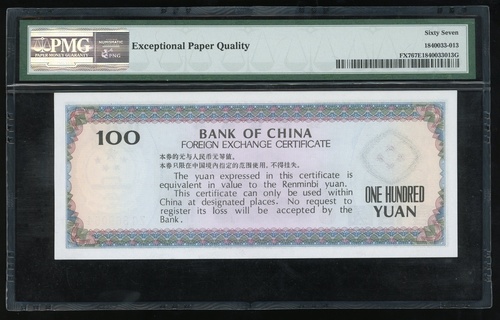 PMG
PAPER MONEY GUARANTY
PNG
Exceptional Paper Quality
Sixty Seven
1840033-013
FX767E1840033013G
100
BANK OF CHINA
FOREIGN EXCHANGE CERTIFICATE
本券的元与人民币元等值。
本券只限在中国境内指定的范围使用，不得挂失。
The yuan expressed in this certificate is
equivalent in value to the Renminbi yuan.
This certificate can only be used within
China at designated places. No request to
register its loss will be accepted by the
Bank.
ONE HUNDRED
YUAN